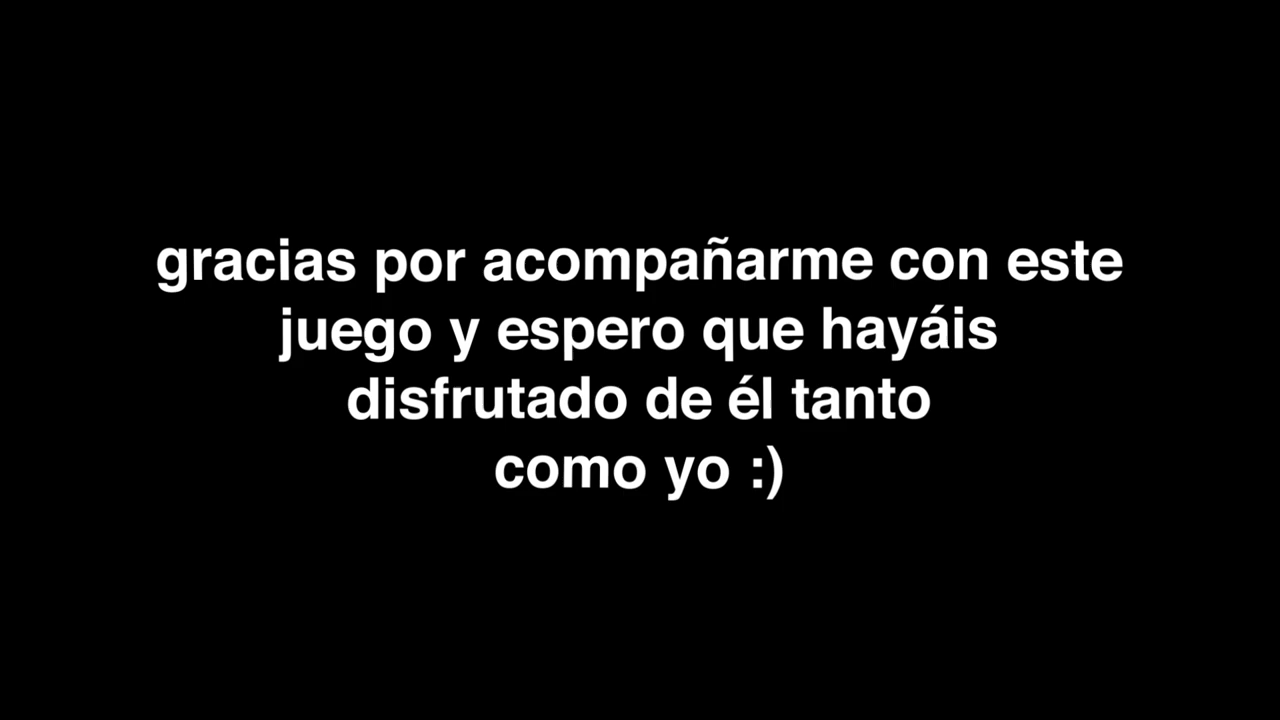 gracias por acompañarme con este
juego y espero que hayáis
disfrutado de él tanto
como yo :)